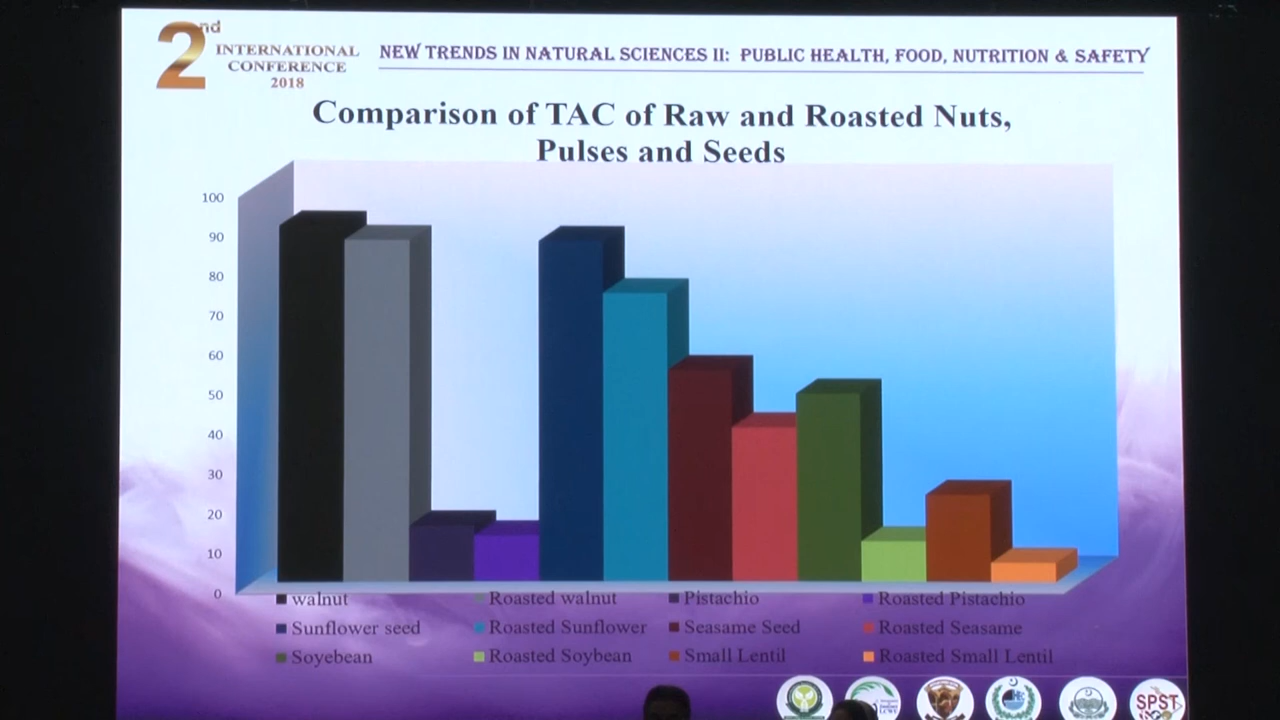 2nd
INTERNATIONAL
CONFERENCE
2018
NEW TRENDS IN NATURAL SCIENCES II: PUBLIC HEALTH, FOOD, NUTRITION & SAFETY
Comparison of TAC of Raw and Roasted Nuts,
Pulses and Seeds
100
90
80
70
60
50
40
30
20
10
0
walnut Roasted walnut Pistachio Roasted Pistachio
Sunflower seed Roasted Sunflower Seasame Seed Roasted Seasame
Soyebean Roasted Soybean Small Lentil Roasted Small Lentil
SPST